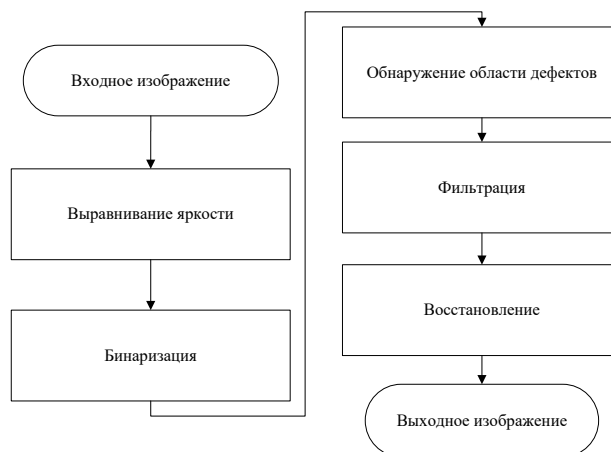 Входное изображение
Выравнивание яркости
Бинаризация
Обнаружение области дефектов
Фильтрация
Восстановление
Выходное изображение